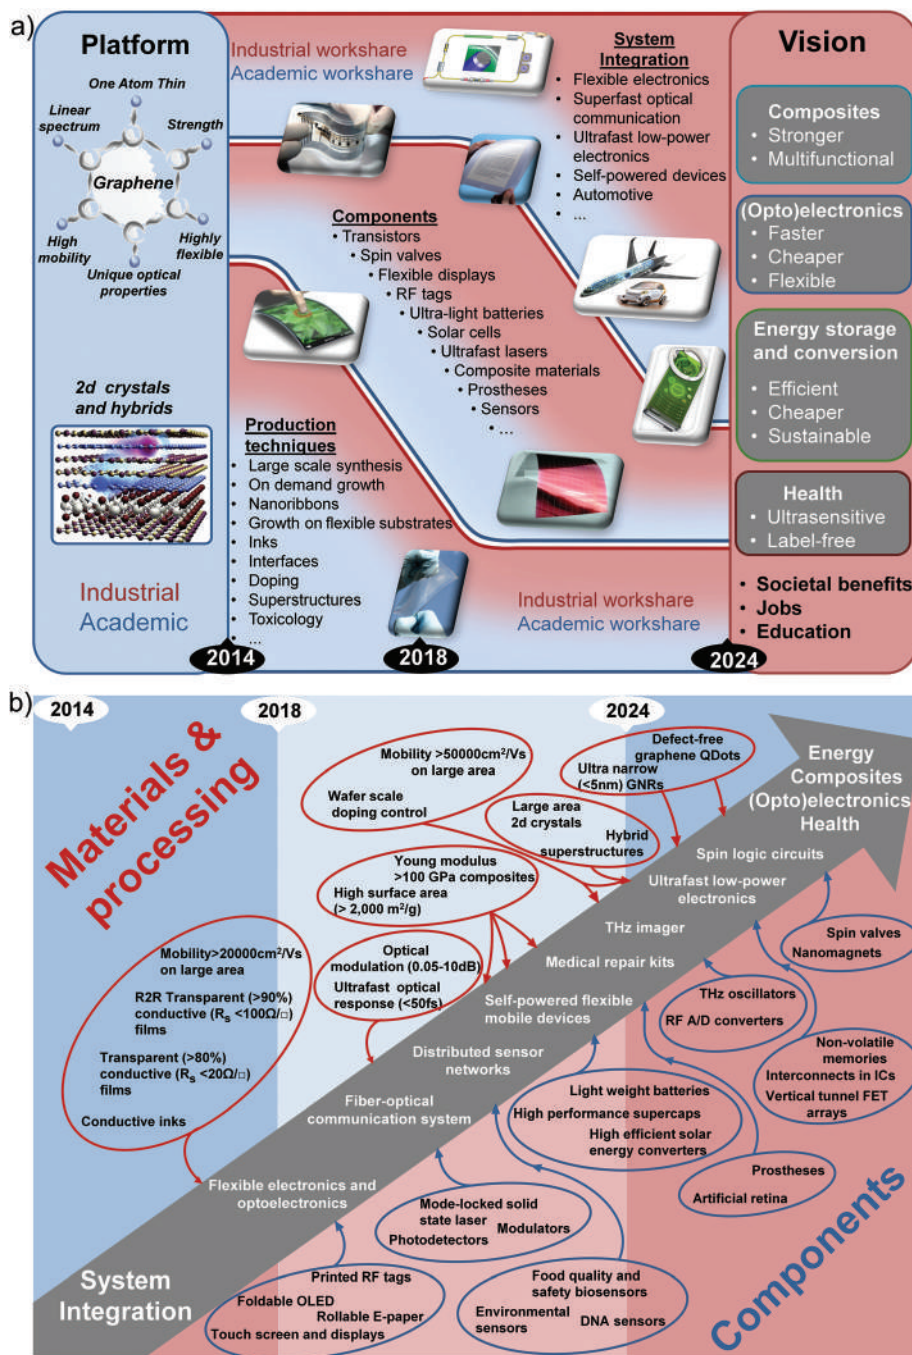 a)
Platform
One Atom Thin
Linear
spectrum
Strength
Graphene
High
mobility
Highly
flexible
Unique optical
properties
2d crystals
and hybrids
Industrial
Academic
Industrial workshare
Academic workshare
System
Integration
• Flexible electronics
• Superfast optical
communication
• Ultrafast low-power
electronics
• Self-powered devices
• Automotive
• ...
Components
• Transistors
• Spin valves
• Flexible displays
• RF tags
• Ultra-light batteries
• Solar cells
• Ultrafast lasers
• Composite materials
• Prostheses
• Sensors
• ...
Production
techniques
• Large scale synthesis
• On demand growth
• Nanoribbons
• Growth on flexible substrates
• Inks
• Interfaces
• Doping
• Superstructures
• Toxicology
• ...
Industrial workshare
Academic workshare
Vision
Composites
• Stronger
• Multifunctional
(Opto)electronics
• Faster
• Cheaper
• Flexible
Energy storage
and conversion
• Efficient
• Cheaper
• Sustainable
Health
• Ultrasensitive
• Label-free
• Societal benefits
• Jobs
• Education
2014
2018
2024
b)
2014
2018
2024
Materials &
processing
Mobility >50000cm²/Vs
on large area
Wafer scale
doping control
Defect-free
graphene QDots
Ultra narrow
(<5nm) GNRs
Large area
2d crystals
Hybrid
superstructures
Young modulus
>100 GPa composites
High surface area
(> 2,000 m²/g)
Optical
modulation (0.05-10dB)
Ultrafast optical
response (<50fs)
Mobility>20000cm²/Vs
on large area
R2R Transparent (>90%)
conductive (Rs <100Ω/□)
films
Transparent (>80%)
conductive (Rs <20Ω/□)
films
Conductive inks
Energy
Composites
(Opto)electronics
Health
Spin logic circuits
Ultrafast low-power
electronics
THz imager
Medical repair kits
Self-powered flexible
mobile devices
Distributed sensor
networks
Fiber-optical
communication system
Flexible electronics and
optoelectronics
System
Integration
Spin valves
Nanomagnets
THz oscillators
RF A/D converters
Non-volatile
memories
Interconnects in ICs
Vertical tunnel FET
arrays
Light weight batteries
High performance supercaps
High efficient solar
energy converters
Prostheses
Artificial retina
Mode-locked solid
state laser
Modulators
Photodetectors
Food quality and
safety biosensors
Environmental
sensors
DNA sensors
Printed RF tags
Foldable OLED
Rollable E-paper
Touch screen and displays
Components